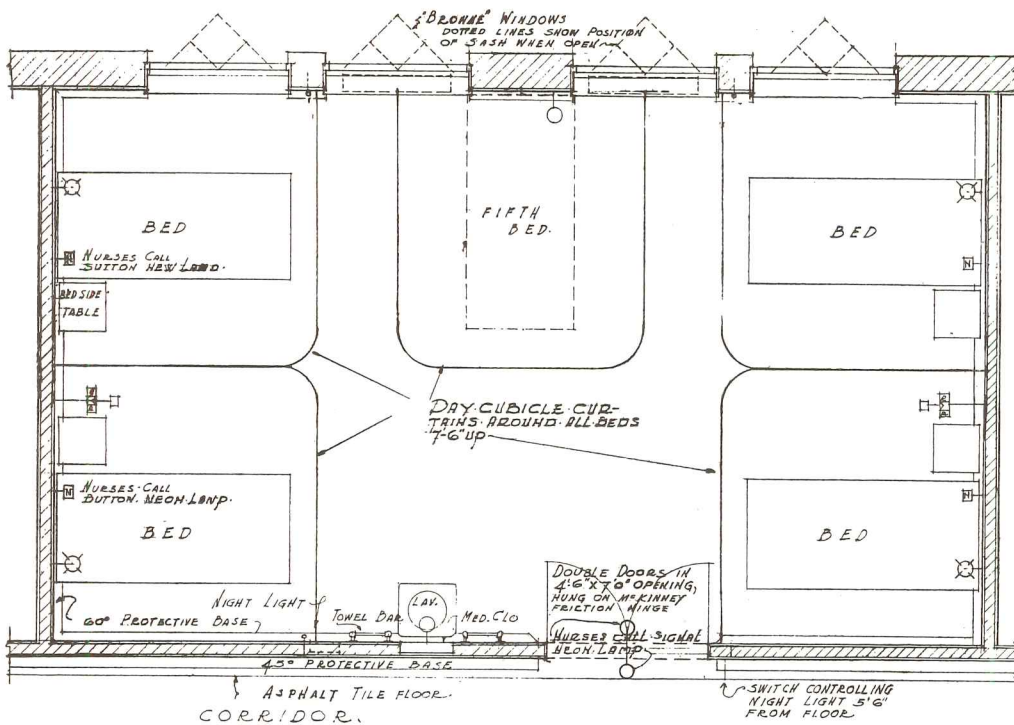 "BROWNE" WINDOWS
DOTTED LINES SHOW POSITION
OF SASH WHEN OPEN
BED
FIFTH
BED.
BED
NURSES CALL
BUTTON NEW LAMP.
BEDSIDE
TABLE
N
N
DAY CUBICLE CUR-
TAINS AROUND ALL BEDS
7'-6" UP
N
NURSES CALL
BUTTON. NEON LAMP.
N
BED
BED
NIGHT LIGHT
60° PROTECTIVE BASE
TOWEL BAR
LAV.
MED. CLO
DOUBLE DOORS IN
4'-6" X 7'0" OPENING,
HUNG ON McKINNEY
FRICTION HINGE
NURSES CALL SIGNAL
NEON LAMP
45° PROTECTIVE BASE
ASPHALT TILE FLOOR.
CORRIDOR.
SWITCH CONTROLLING
NIGHT LIGHT 5'6"
FROM FLOOR